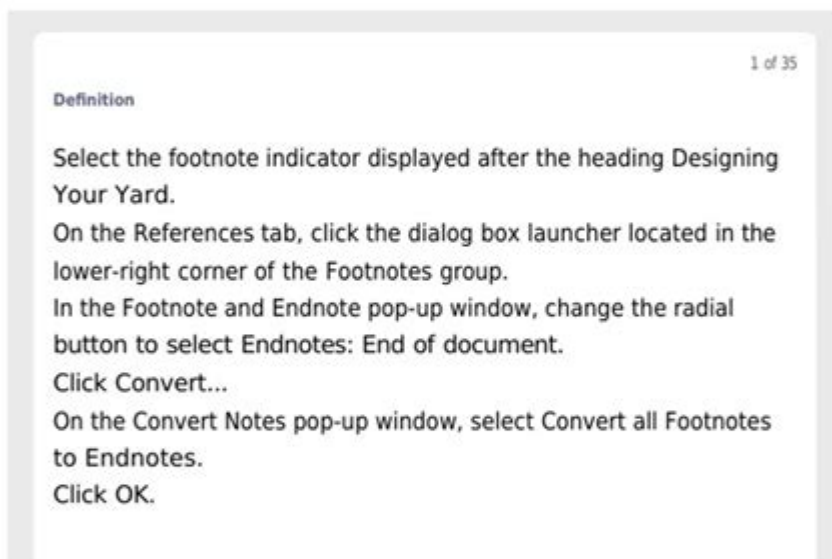 1 of 35
Definition
Select the footnote indicator displayed after the heading Designing
Your Yard.
On the References tab, click the dialog box launcher located in the
lower-right corner of the Footnotes group.
In the Footnote and Endnote pop-up window, change the radial
button to select Endnotes: End of document.
Click Convert...
On the Convert Notes pop-up window, select Convert all Footnotes
to Endnotes.
Click OK.